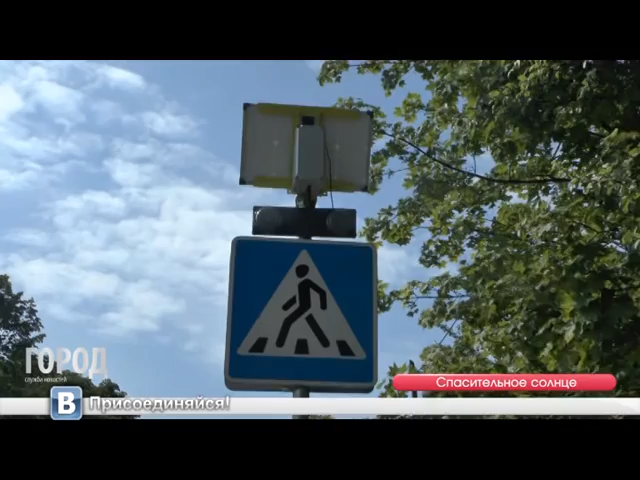 ГОРОД
служба новостей
Спасительное солнце
В Присоединяйся!